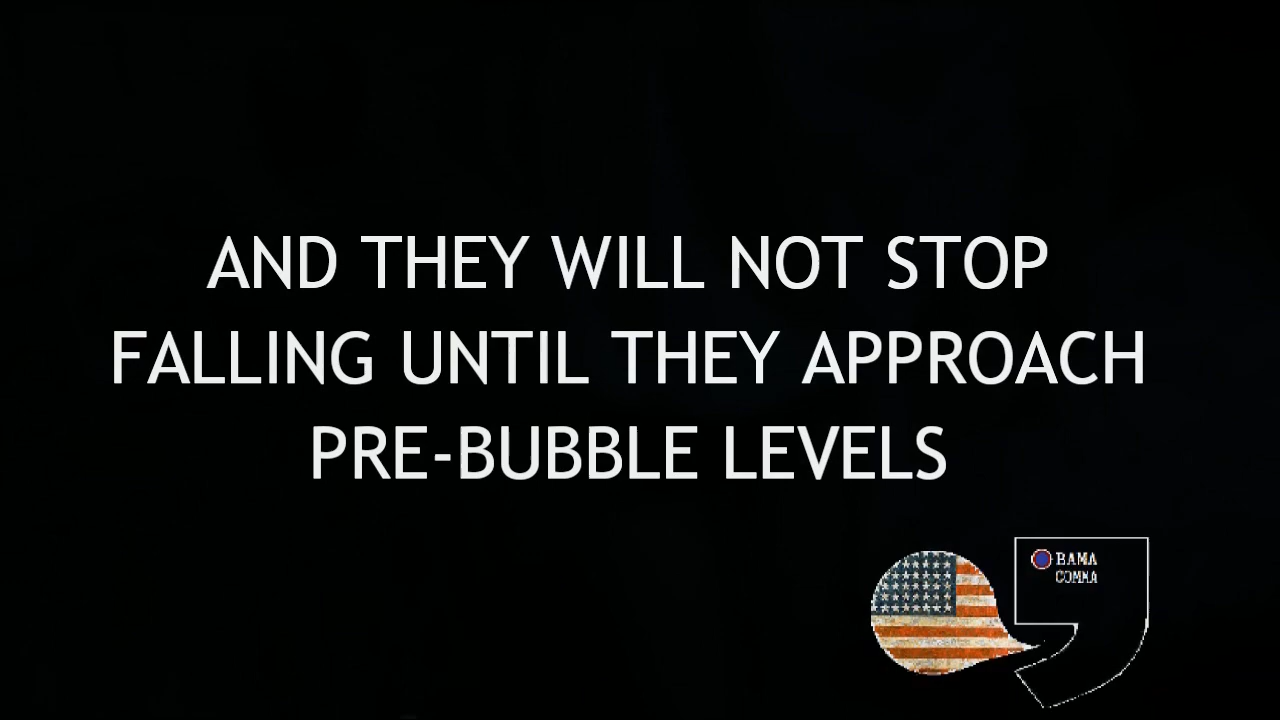 AND THEY WILL NOT STOP
FALLING UNTIL THEY APPROACH
PRE-BUBBLE LEVELS
BAMA
COMMA